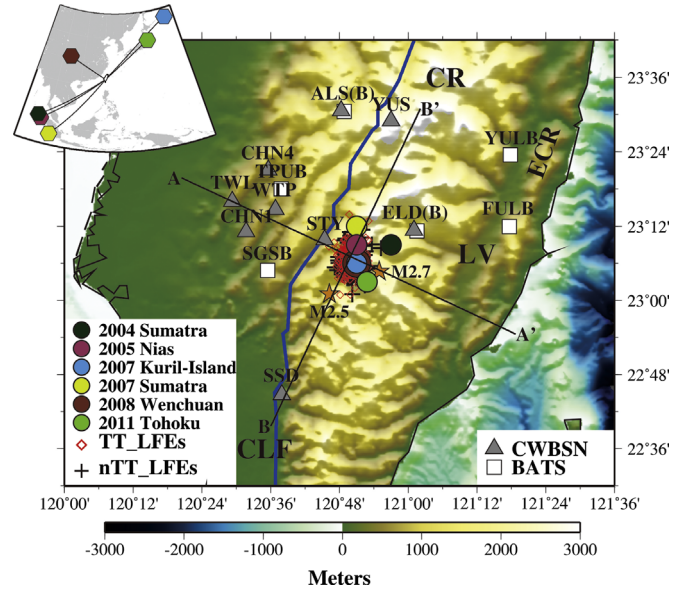 CR
ALS(B)
YUS
B'
23°36'
CHN4
TPUB
YULB
ECR
23°24'
A
TWL
WTP
CHN1
STY
ELD(B)
FULB
23°12'
SGSB
LV
M2.7
23°00'
M2.5
A'
2004 Sumatra
2005 Nias
2007 Kuril-Island
2007 Sumatra
2008 Wenchuan
2011 Tohoku
TT_LFEs
nTT_LFEs
SSD
22°48'
B
CLF
CWBSN
BATS
22°36'
120°00' 120°12' 120°24' 120°36' 120°48' 121°00' 121°12' 121°24' 121°36'
-3000 -2000 -1000 0 1000 2000 3000
Meters